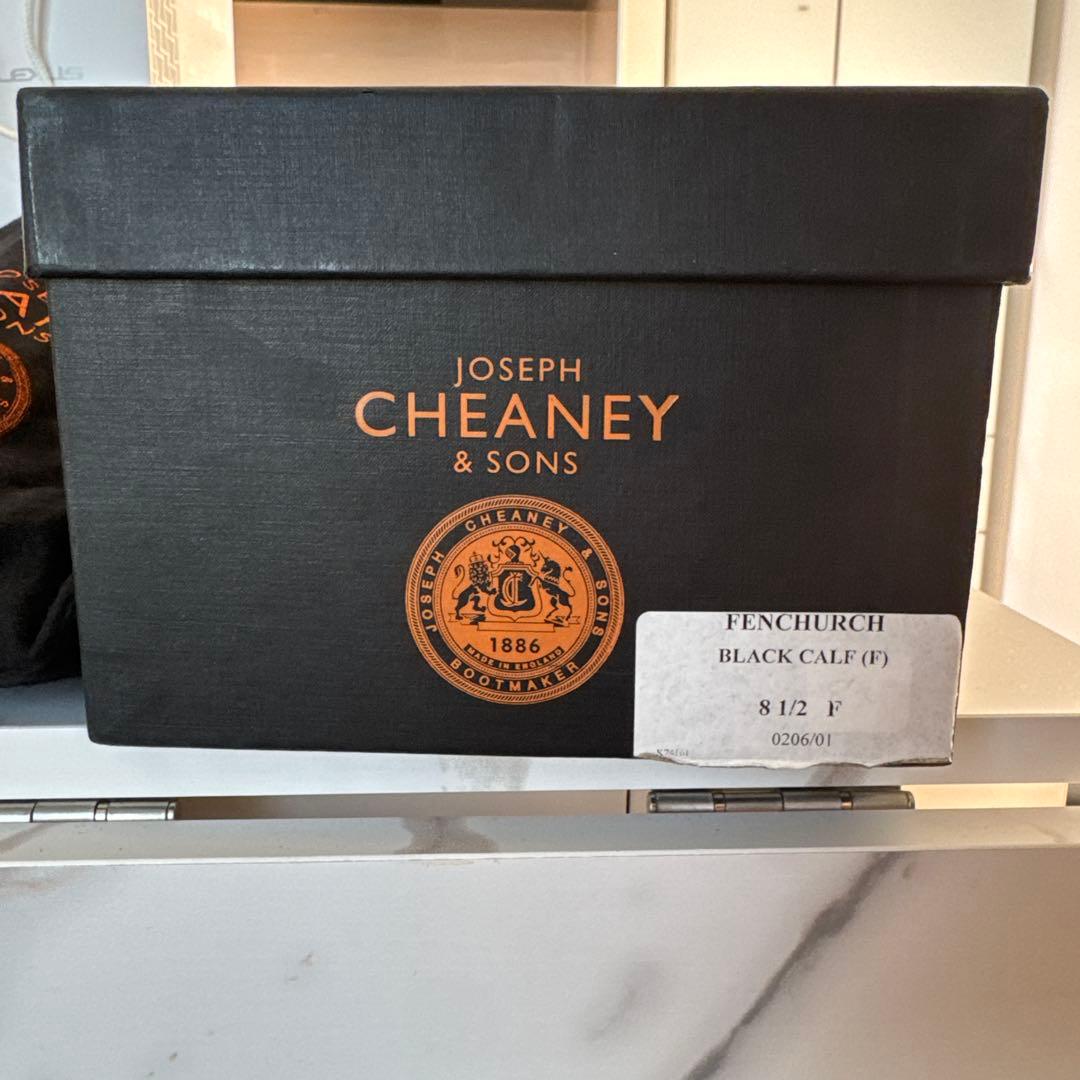 JOSEPH
CHEANEY
& SONS
JOSEPH CHEANEY & SONS
1886
MADE IN ENGLAND
BOOTMAKER
FENCHURCH
BLACK CALF (F)
8 1/2 F
0206/01